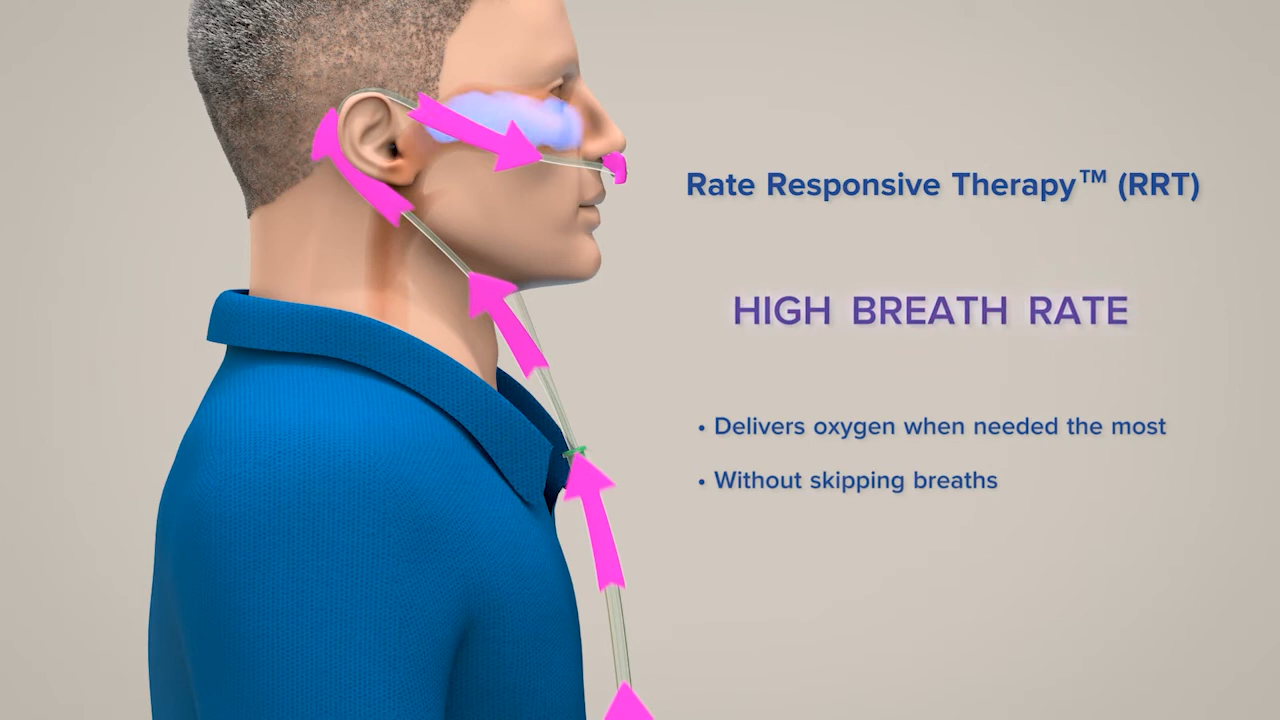 Rate Responsive Therapy™ (RRT)
HIGH BREATH RATE
• Delivers oxygen when needed the most
• Without skipping breaths